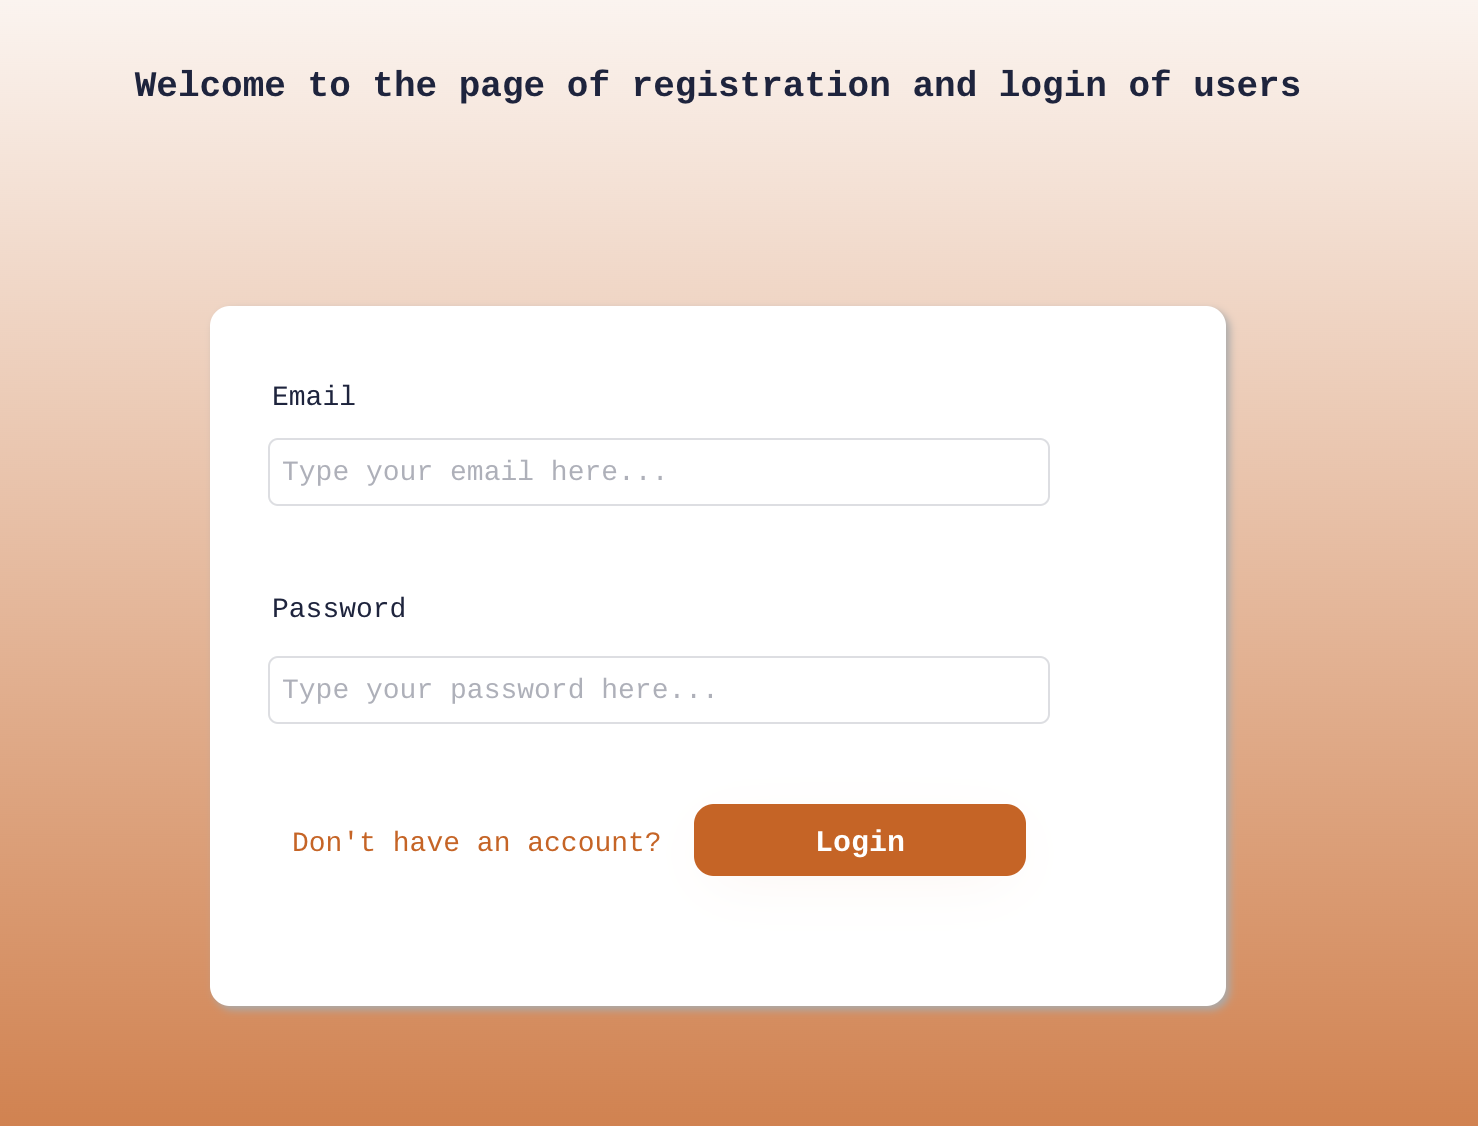 Welcome to the page of registration and login of users
Email
Type your email here...
Password
Type your password here...
Don't have an account?
Login